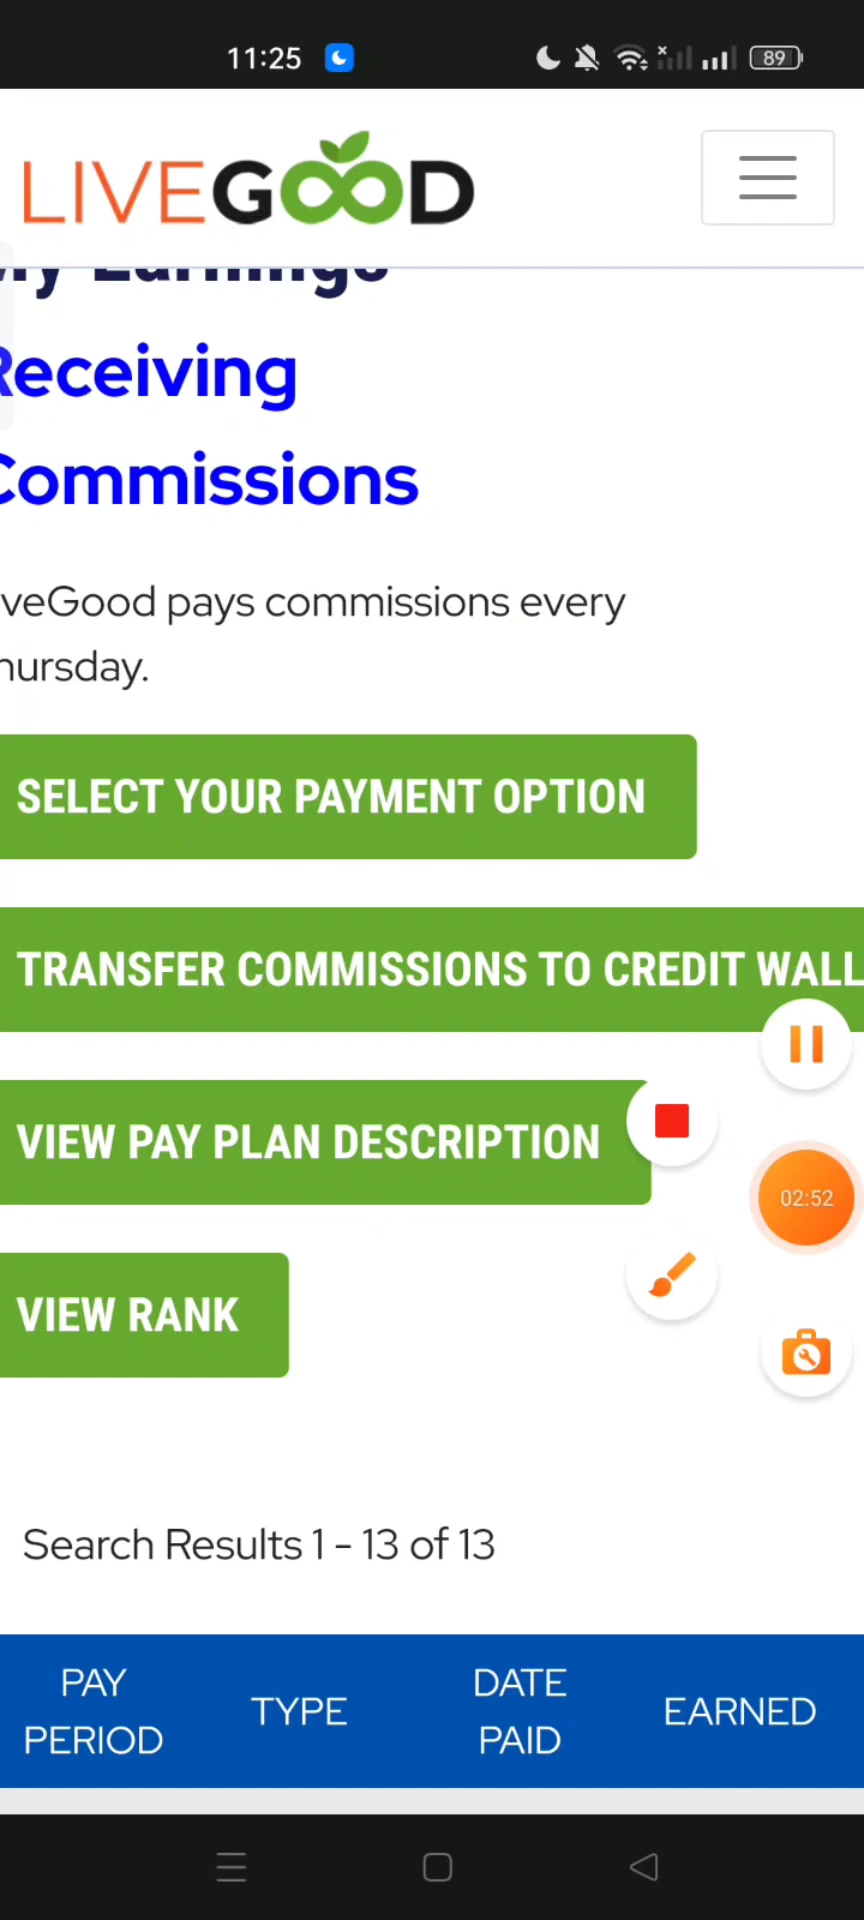 11:25
89
LIVEGOOD
Earnings
Receiving
Commissions
veGood pays commissions every
hursday.
SELECT YOUR PAYMENT OPTION
TRANSFER COMMISSIONS TO CREDIT WALL
VIEW PAY PLAN DESCRIPTION
02:52
VIEW RANK
Search Results 1 - 13 of 13
PAY PERIOD
TYPE
DATE PAID
EARNED